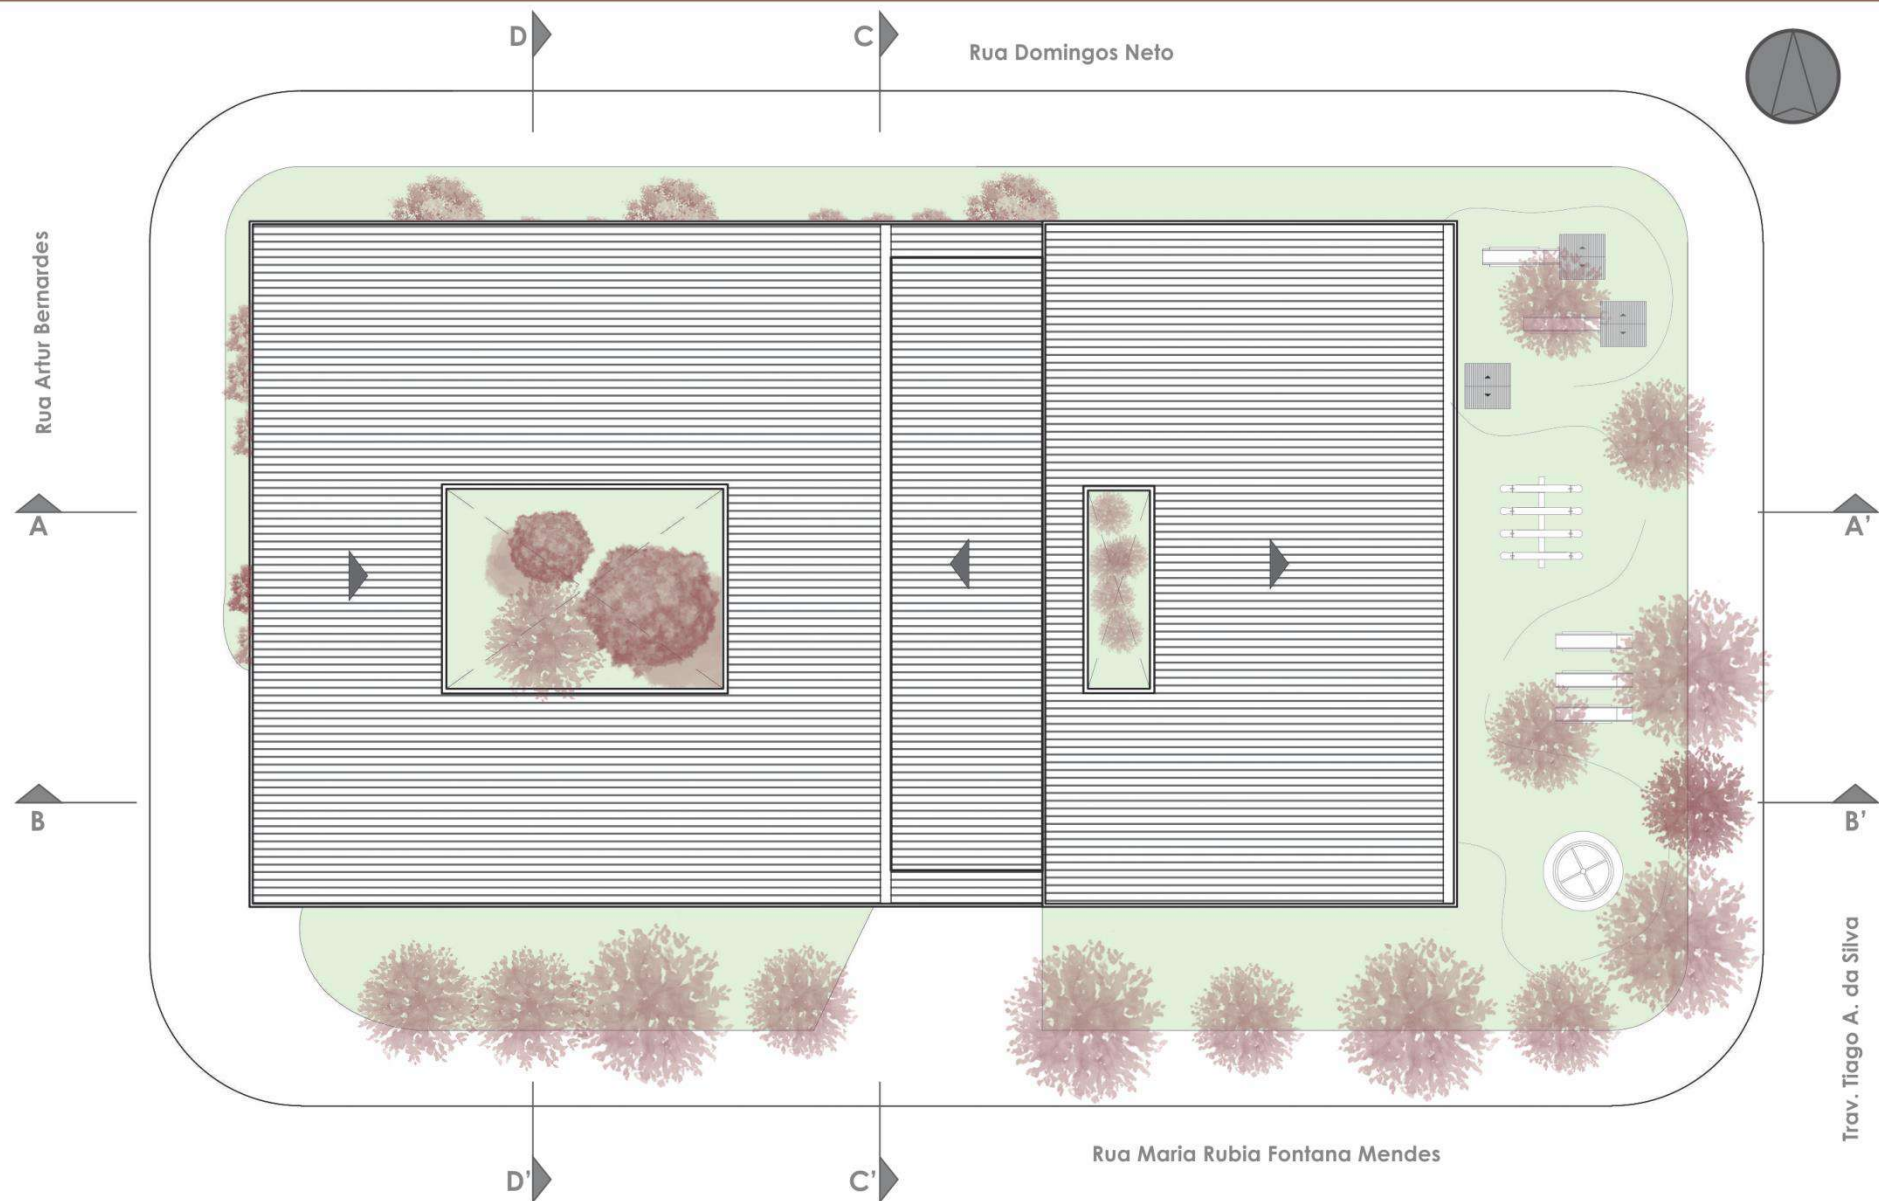 D
C
Rua Domingos Neto
Rua Artur Bernardes
A
A'
B
B'
Trav. Tiago A. da Silva
Rua Maria Rubia Fontana Mendes
D'
C'